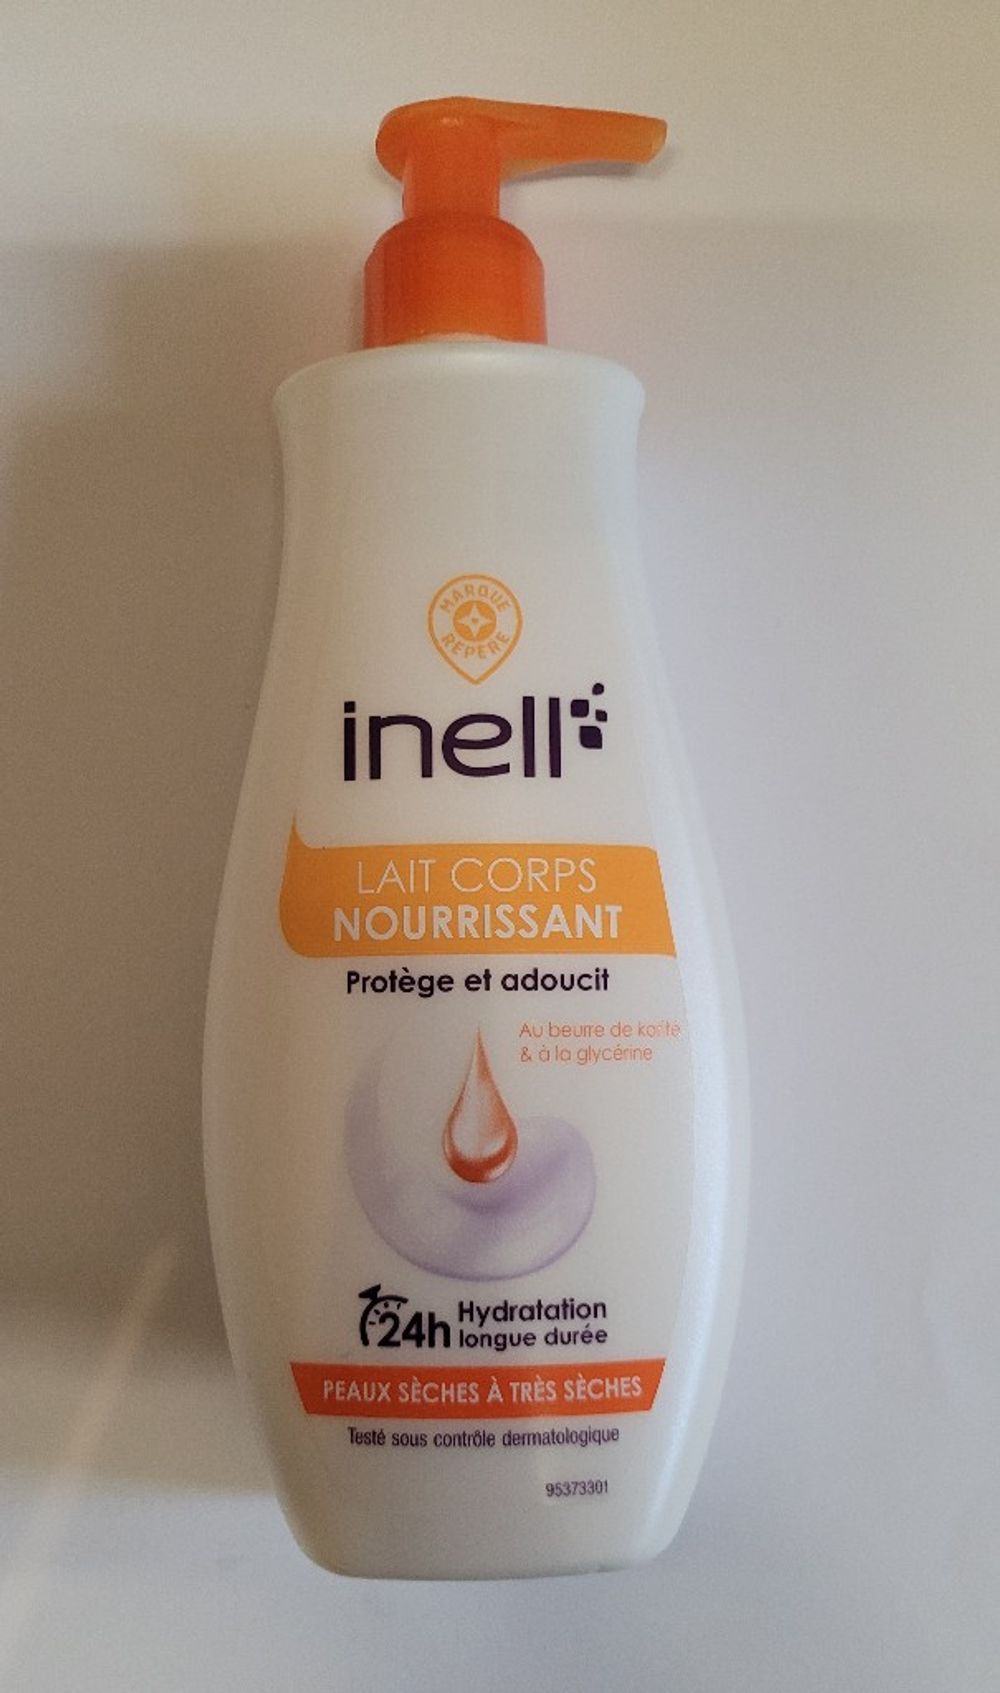 MARQUE
REPÈRE
inell
LAIT CORPS
NOURRISSANT
Protège et adoucit
Au beurre de karité
& à la glycérine
24h Hydratation
longue durée
PEAUX SÈCHES À TRÈS SÈCHES
Testé sous contrôle dermatologique
95373301